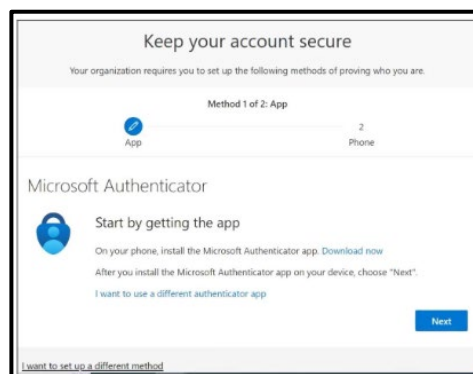 Keep your account secure
Your organization requires you to set up the following methods of proving who you are.
Method 1 of 2: App
2
App
Phone
Microsoft Authenticator
Start by getting the app
On your phone, install the Microsoft Authenticator app. Download now
After you install the Microsoft Authenticator app on your device, choose "Next".
I want to use a different authenticator app
Next
I want to set up a different method